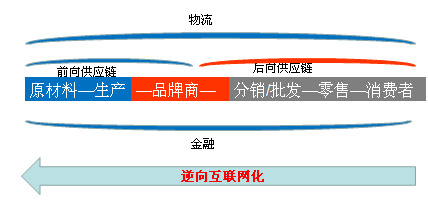 物流
前向供应链
后向供应链
原材料—生产 —品牌商— 分销/批发—零售—消费者
金融
逆向互联网化